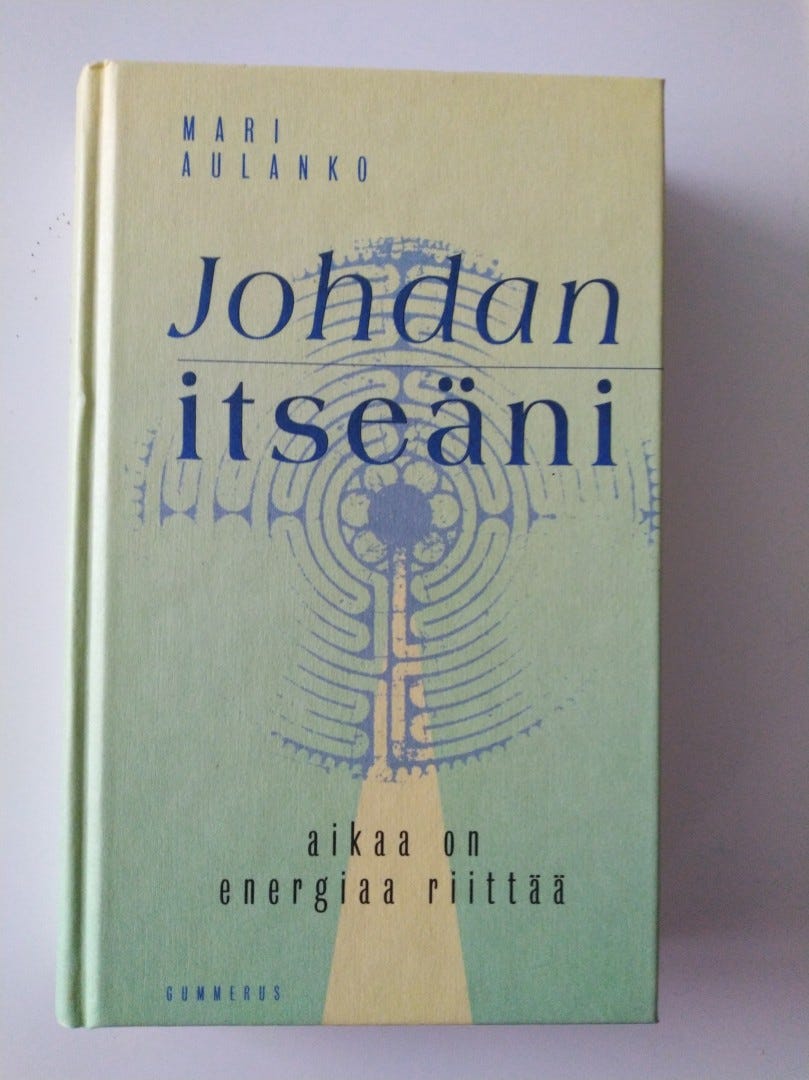 MARI
AULANKO
Johdan
itseäni
aikaa on
energiaa riittää
GUMMERUS